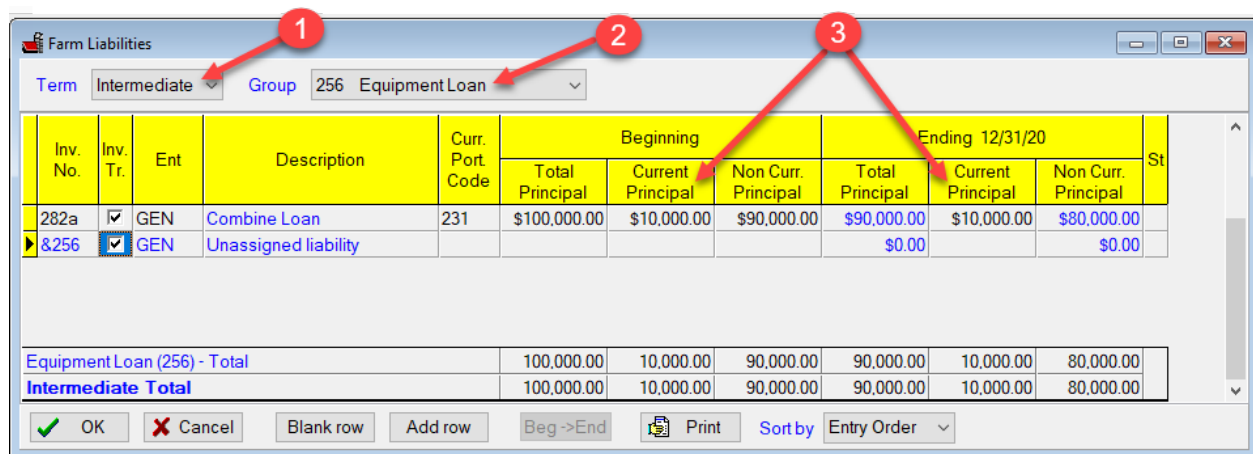 1 2 3
Farm Liabilities
Term Intermediate Group 256 Equipment Loan
Inv. No. Inv. Tr. Ent Description Curr. Port. Code Beginning Ending 12/31/20 St
Total Principal Current Principal Non Curr. Principal Total Principal Current Principal Non Curr. Principal
282a GEN Combine Loan 231 $100,000.00 $10,000.00 $90,000.00 $90,000.00 $10,000.00 $80,000.00
&256 GEN Unassigned liability $0.00 $0.00
Equipment Loan (256) - Total 100,000.00 10,000.00 90,000.00 90,000.00 10,000.00 80,000.00
Intermediate Total 100,000.00 10,000.00 90,000.00 90,000.00 10,000.00 80,000.00
OK Cancel Blank row Add row Beg->End Print Sort by Entry Order